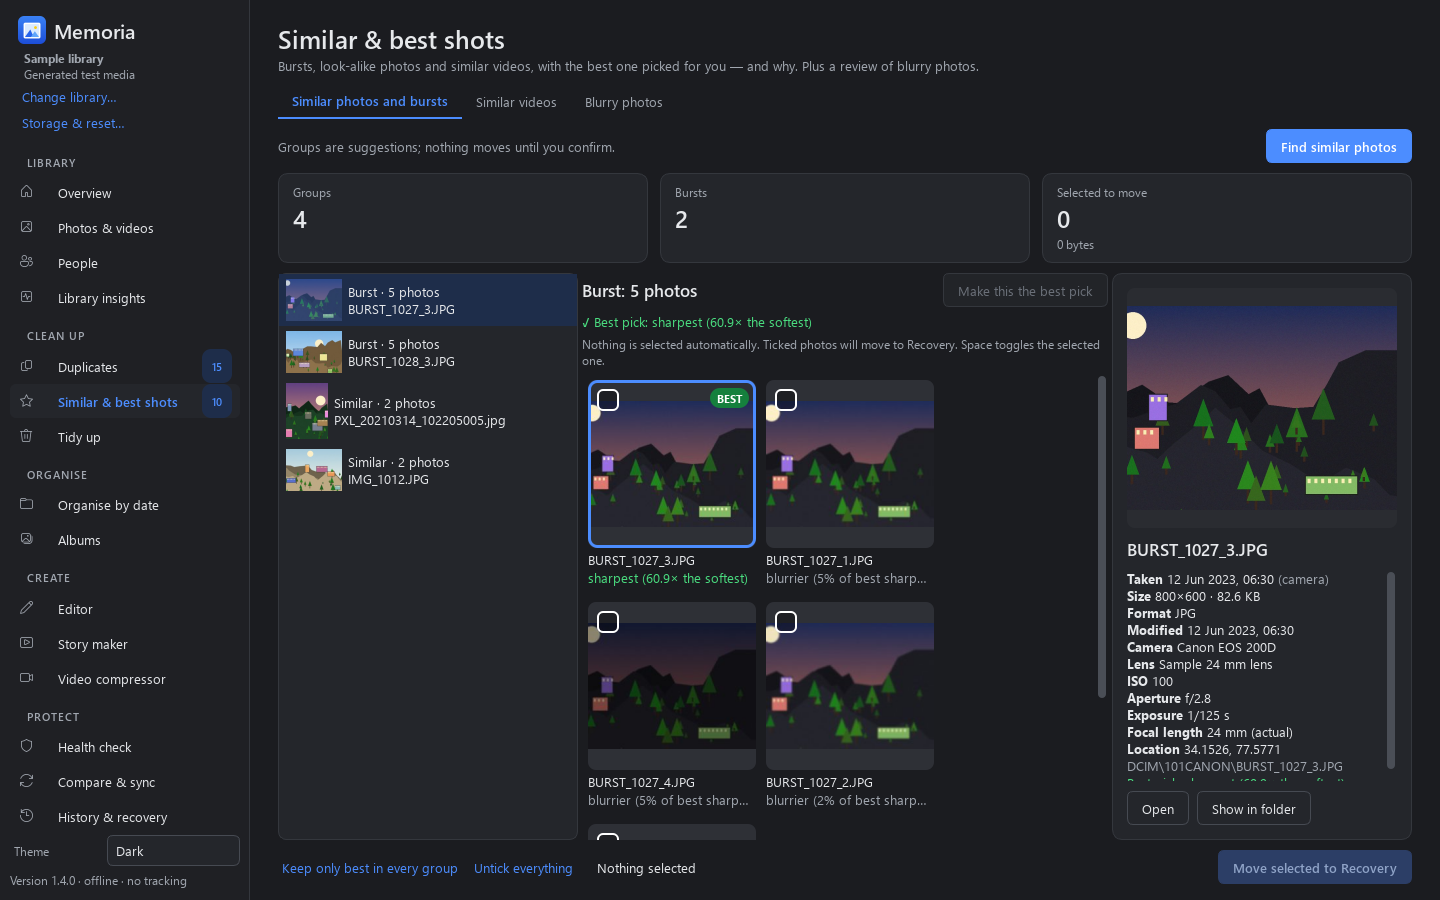 Memoria
Sample library
Generated test media
Change library...
Storage & reset...
LIBRARY
Overview
Photos & videos
People
Library insights
CLEAN UP
Duplicates 15
Similar & best shots 10
Tidy up
ORGANISE
Organise by date
Albums
CREATE
Editor
Story maker
Video compressor
PROTECT
Health check
Compare & sync
History & recovery
Theme Dark
Version 1.4.0 · offline · no tracking
Similar & best shots
Bursts, look-alike photos and similar videos, with the best one picked for you — and why. Plus a review of blurry photos.
Similar photos and bursts Similar videos Blurry photos
Groups are suggestions; nothing moves until you confirm.
Find similar photos
Groups
4
Bursts
2
Selected to move
0
0 bytes
Burst · 5 photos
BURST_1027_3.JPG
Burst · 5 photos
BURST_1028_3.JPG
Similar · 2 photos
PXL_20210314_102205005.jpg
Similar · 2 photos
IMG_1012.JPG
Burst: 5 photos
Make this the best pick
✓ Best pick: sharpest (60.9× the softest)
Nothing is selected automatically. Ticked photos will move to Recovery. Space toggles the selected
one.
BEST
BURST_1027_3.JPG
sharpest (60.9× the softest)
BURST_1027_1.JPG
blurrier (5% of best sharp...
BURST_1027_4.JPG
blurrier (5% of best sharp...
BURST_1027_2.JPG
blurrier (2% of best sharp...
BURST_1027_3.JPG
Taken 12 Jun 2023, 06:30 (camera)
Size 800×600 · 82.6 KB
Format JPG
Modified 12 Jun 2023, 06:30
Camera Canon EOS 200D
Lens Sample 24 mm lens
ISO 100
Aperture f/2.8
Exposure 1/125 s
Focal length 24 mm (actual)
Location 34.1526, 77.5771
DCIM\101CANON\BURST_1027_3.JPG
Open Show in folder
Keep only best in every group Untick everything Nothing selected
Move selected to Recovery